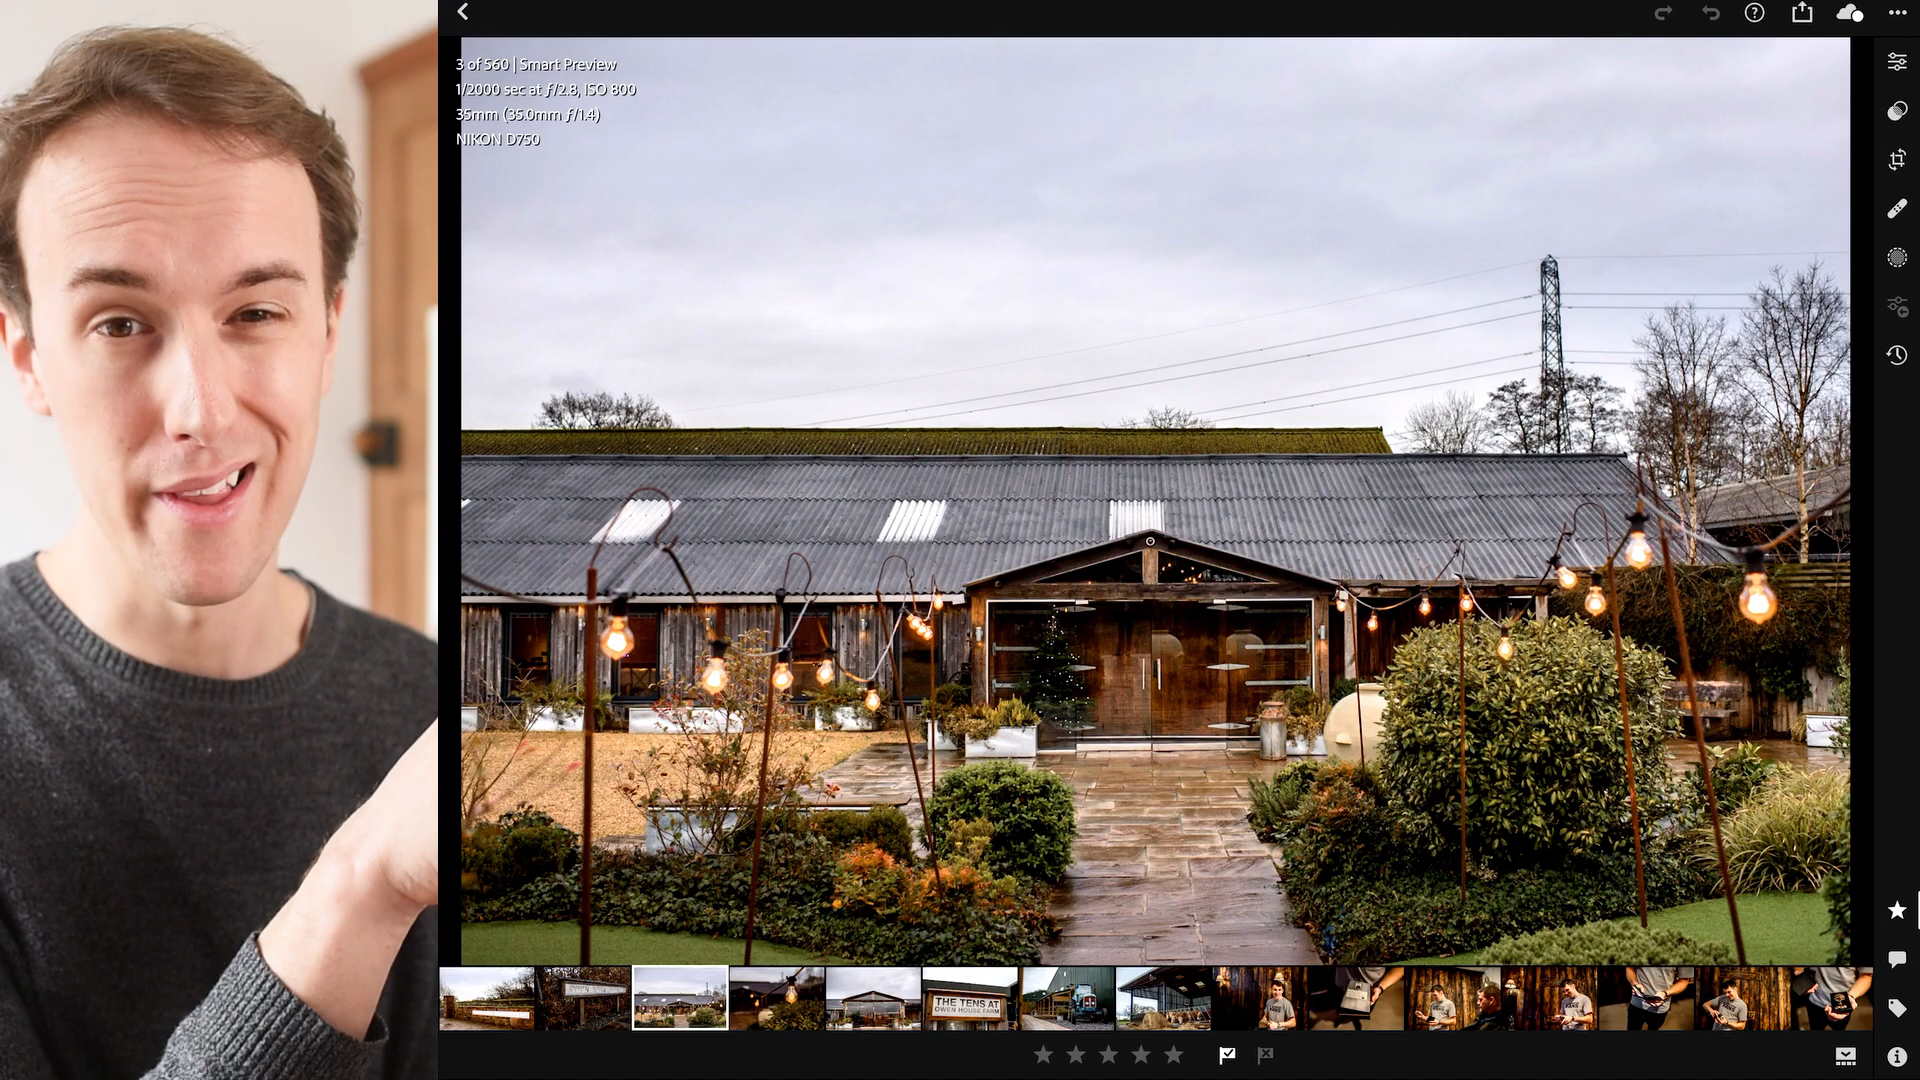 3 of 560 | Smart Preview
1/2000 sec at ƒ/2.8, ISO 800
35mm (35.0mm ƒ/1.4)
NIKON D750
THE TENS AT
OWEN HOUSE FARM